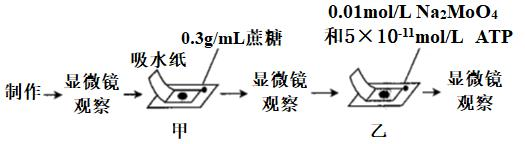 0.01mol/L Na₂MoO₄
和5×10⁻¹¹mol/L ATP
0.3g/mL蔗糖
吸水纸
制作 → 显微镜观察 → 甲 → 显微镜观察 → 乙 → 显微镜观察